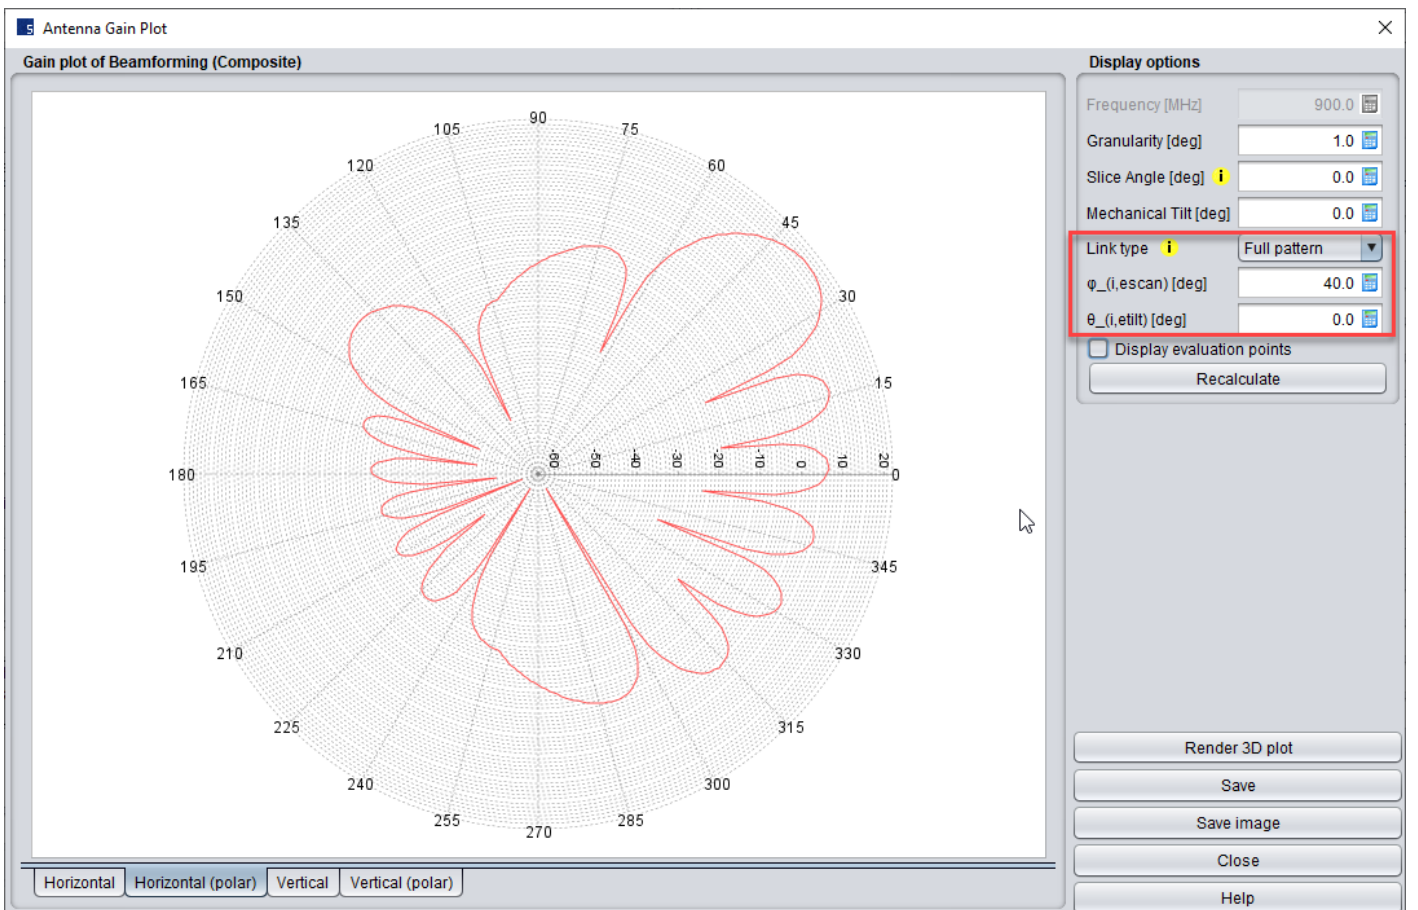 S Antenna Gain Plot
Gain plot of Beamforming (Composite)
Display options
Frequency [MHz] 900.0
Granularity [deg] 1.0
Slice Angle [deg] i 0.0
Mechanical Tilt [deg] 0.0
Link type i Full pattern
φ_(i,escan) [deg] 40.0
θ_(i,etilt) [deg] 0.0
Display evaluation points
Recalculate
90
105 75
120 60
135 45
150 30
165 15
180 -60 -50 -40 -30 -20 -10 0 10 20 0
195 345
210 330
225 315
240 300
255 285
270
Render 3D plot
Save
Save image
Close
Help
Horizontal Horizontal (polar) Vertical Vertical (polar)